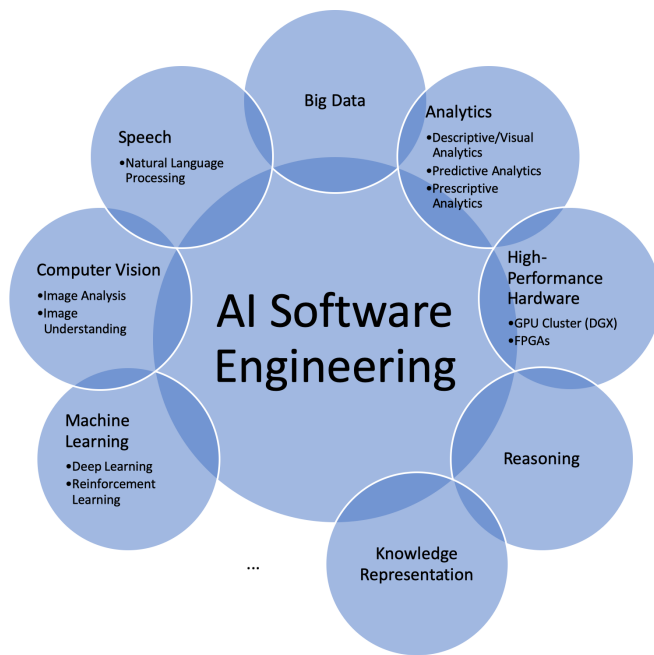 Big Data
Analytics
•Descriptive/Visual
Analytics
•Predictive Analytics
•Prescriptive
Analytics
Speech
•Natural Language
Processing
High-
Performance
Hardware
•GPU Cluster (DGX)
•FPGAs
Computer Vision
•Image Analysis
•Image
Understanding
AI Software
Engineering
Machine
Learning
•Deep Learning
•Reinforcement
Learning
Reasoning
Knowledge
Representation
...